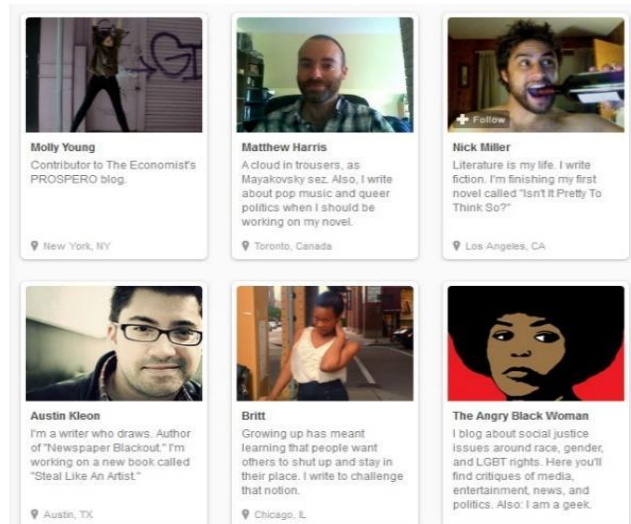 GI
Follow
Molly Young
Contributor to The Economist's
PROSPERO blog.
New York, NY
Matthew Harris
A cloud in trousers, as
Mayakovsky sez. Also, I write
about pop music and queer
politics when I should be
working on my novel.
Toronto, Canada
Nick Miller
Literature is my life. I write
fiction. I'm finishing my first
novel called "Isn't It Pretty To
Think So?"
Los Angeles, CA
Austin Kleon
I'm a writer who draws. Author
of "Newspaper Blackout." I'm
working on a new book called
"Steal Like An Artist."
Austin, TX
Britt
Growing up has meant
learning that people want
others to shut up and stay in
their place. I write to challenge
that notion.
Chicago, IL
The Angry Black Woman
I blog about social justice
issues around race, gender,
and LGBT rights. Here you'll
find critiques of media,
entertainment, news, and
politics. Also: I am a geek.